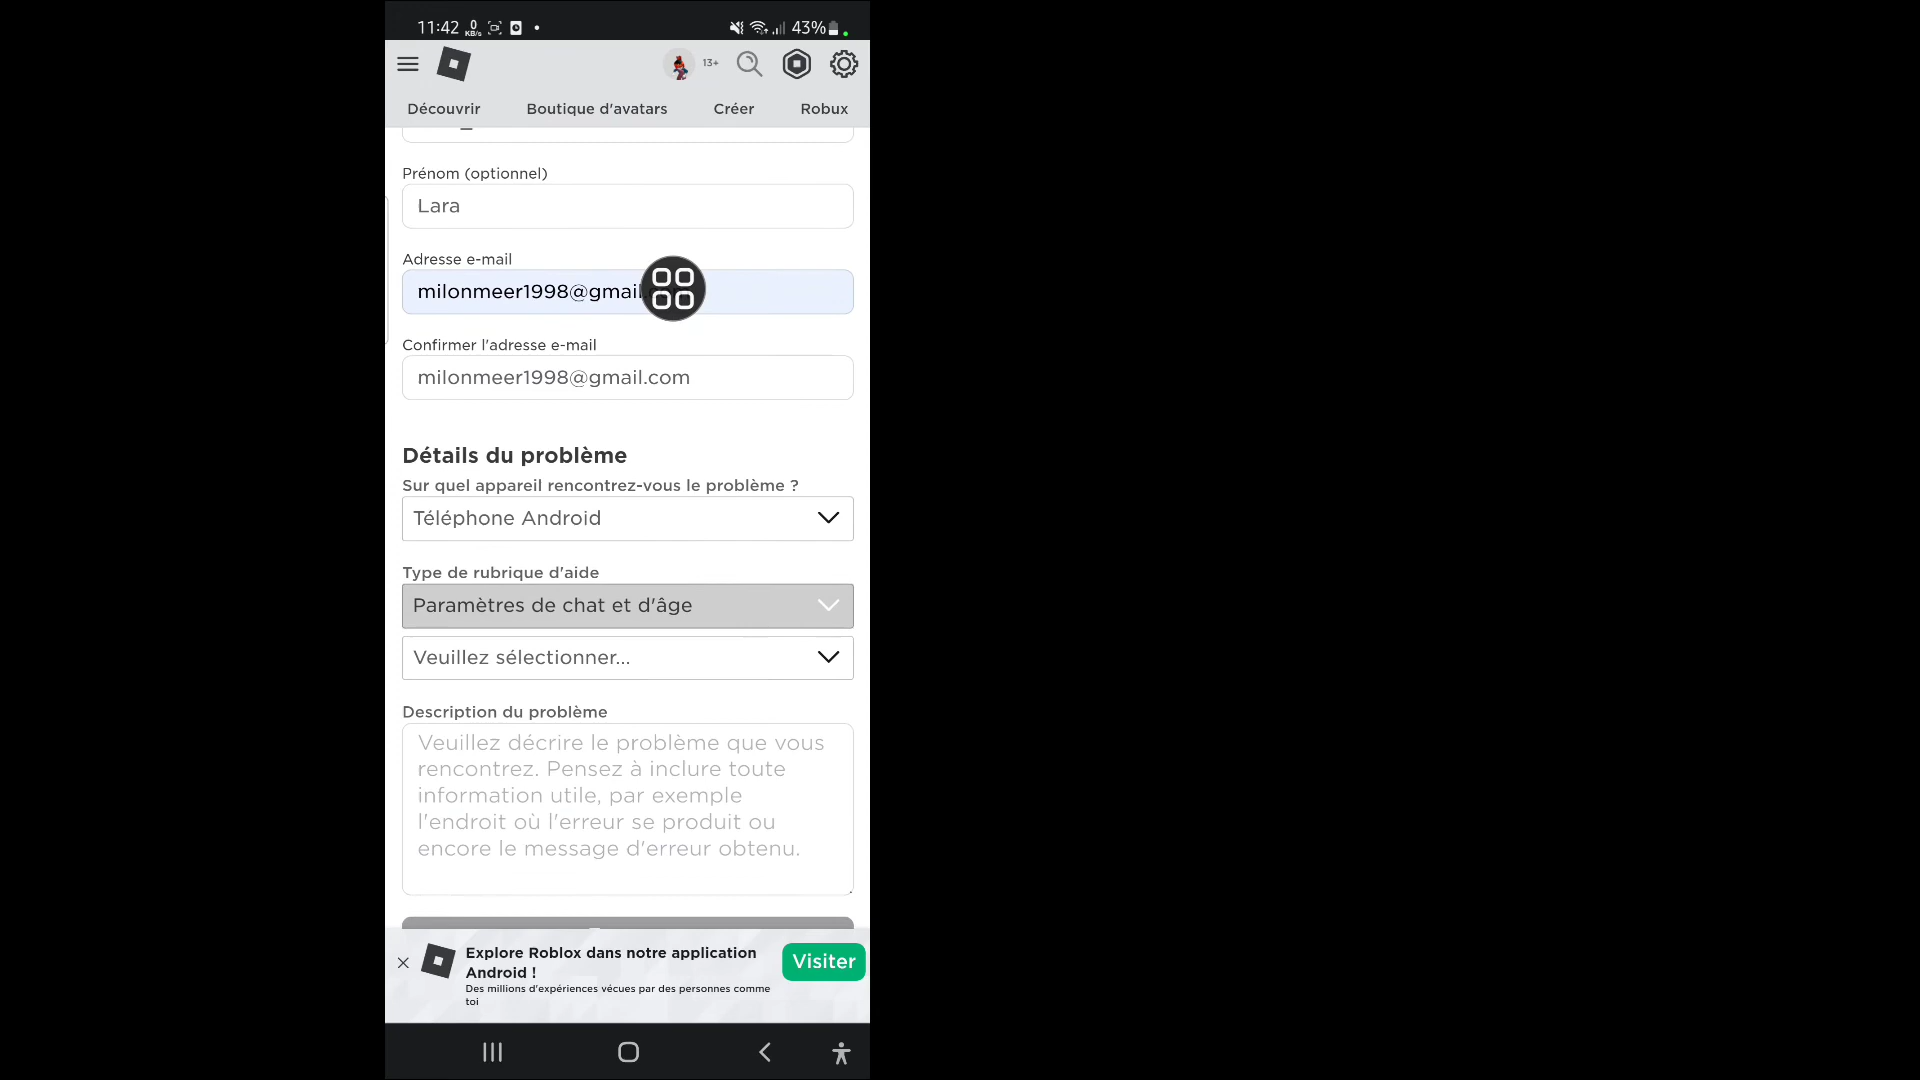 11:42 0 KB/s 43%
13+
Découvrir Boutique d'avatars Créer Robux
Prénom (optionnel)
Lara
Adresse e-mail
milonmeer1998@gmail.
Confirmer l'adresse e-mail
milonmeer1998@gmail.com
Détails du problème
Sur quel appareil rencontrez-vous le problème ?
Téléphone Android
Type de rubrique d'aide
Paramètres de chat et d'âge
Veuillez sélectionner...
Description du problème
Veuillez décrire le problème que vous
rencontrez. Pensez à inclure toute
information utile, par exemple
l'endroit où l'erreur se produit ou
encore le message d'erreur obtenu.
Explore Roblox dans notre application
Android !
Des millions d'expériences vécues par des personnes comme
toi
Visiter